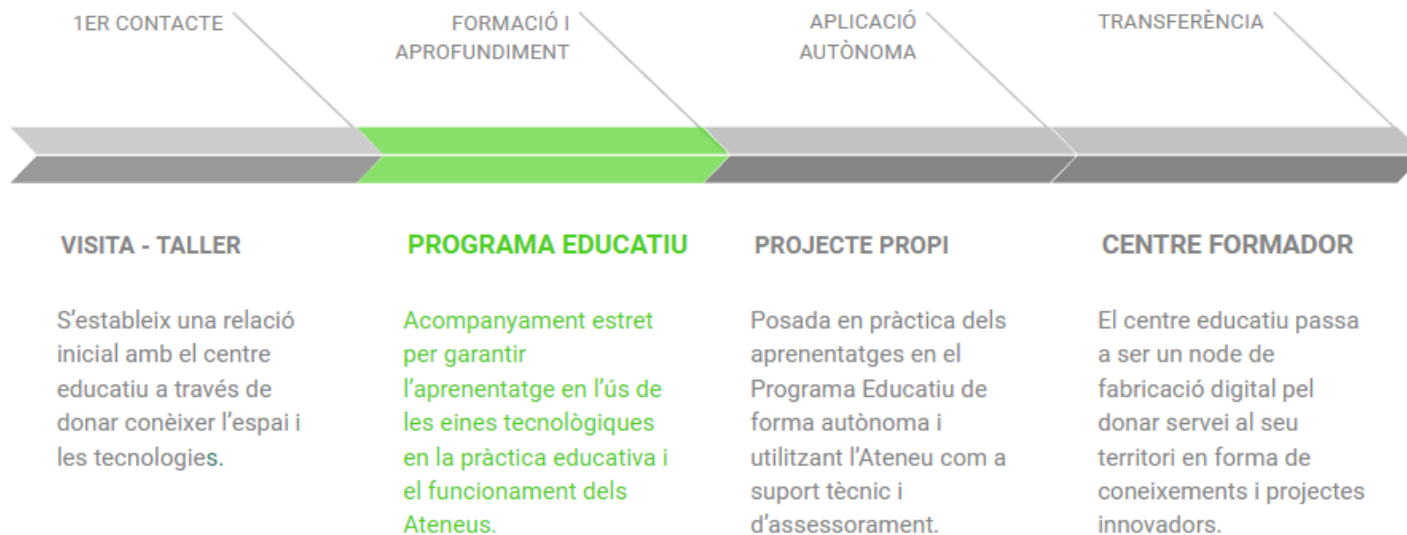 1ER CONTACTE
FORMACIÓ I
APROFUNDIMENT
APLICACIÓ
AUTÒNOMA
TRANSFERÈNCIA
VISITA - TALLER
S'estableix una relació
inicial amb el centre
educatiu a través de
donar conèixer l'espai i
les tecnologies.
PROGRAMA EDUCATIU
Acompanyament estret
per garantir
l'aprenentatge en l'ús de
les eines tecnològiques
en la pràctica educativa i
el funcionament dels
Ateneus.
PROJECTE PROPI
Posada en pràctica dels
aprenentatges en el
Programa Educatiu de
forma autònoma i
utilitzant l'Ateneu com a
suport tècnic i
d'assessorament.
CENTRE FORMADOR
El centre educatiu passa
a ser un node de
fabricació digital pel
donar servei al seu
territori en forma de
coneixements i projectes
innovadors.